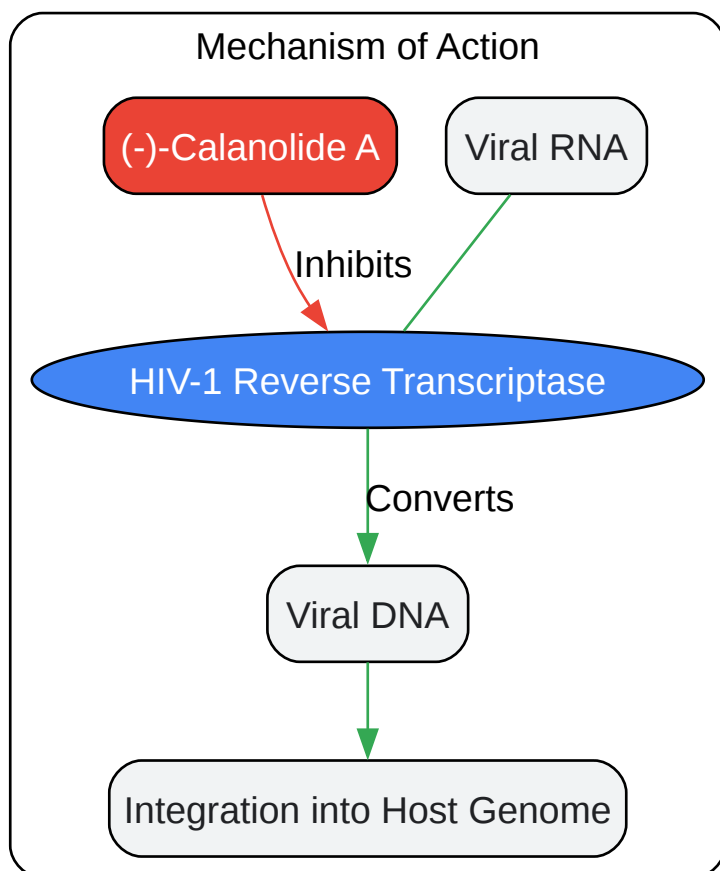 Mechanism of Action
(-)-Calanolide A
Viral RNA
Inhibits
HIV-1 Reverse Transcriptase
Converts
Viral DNA
Integration into Host Genome